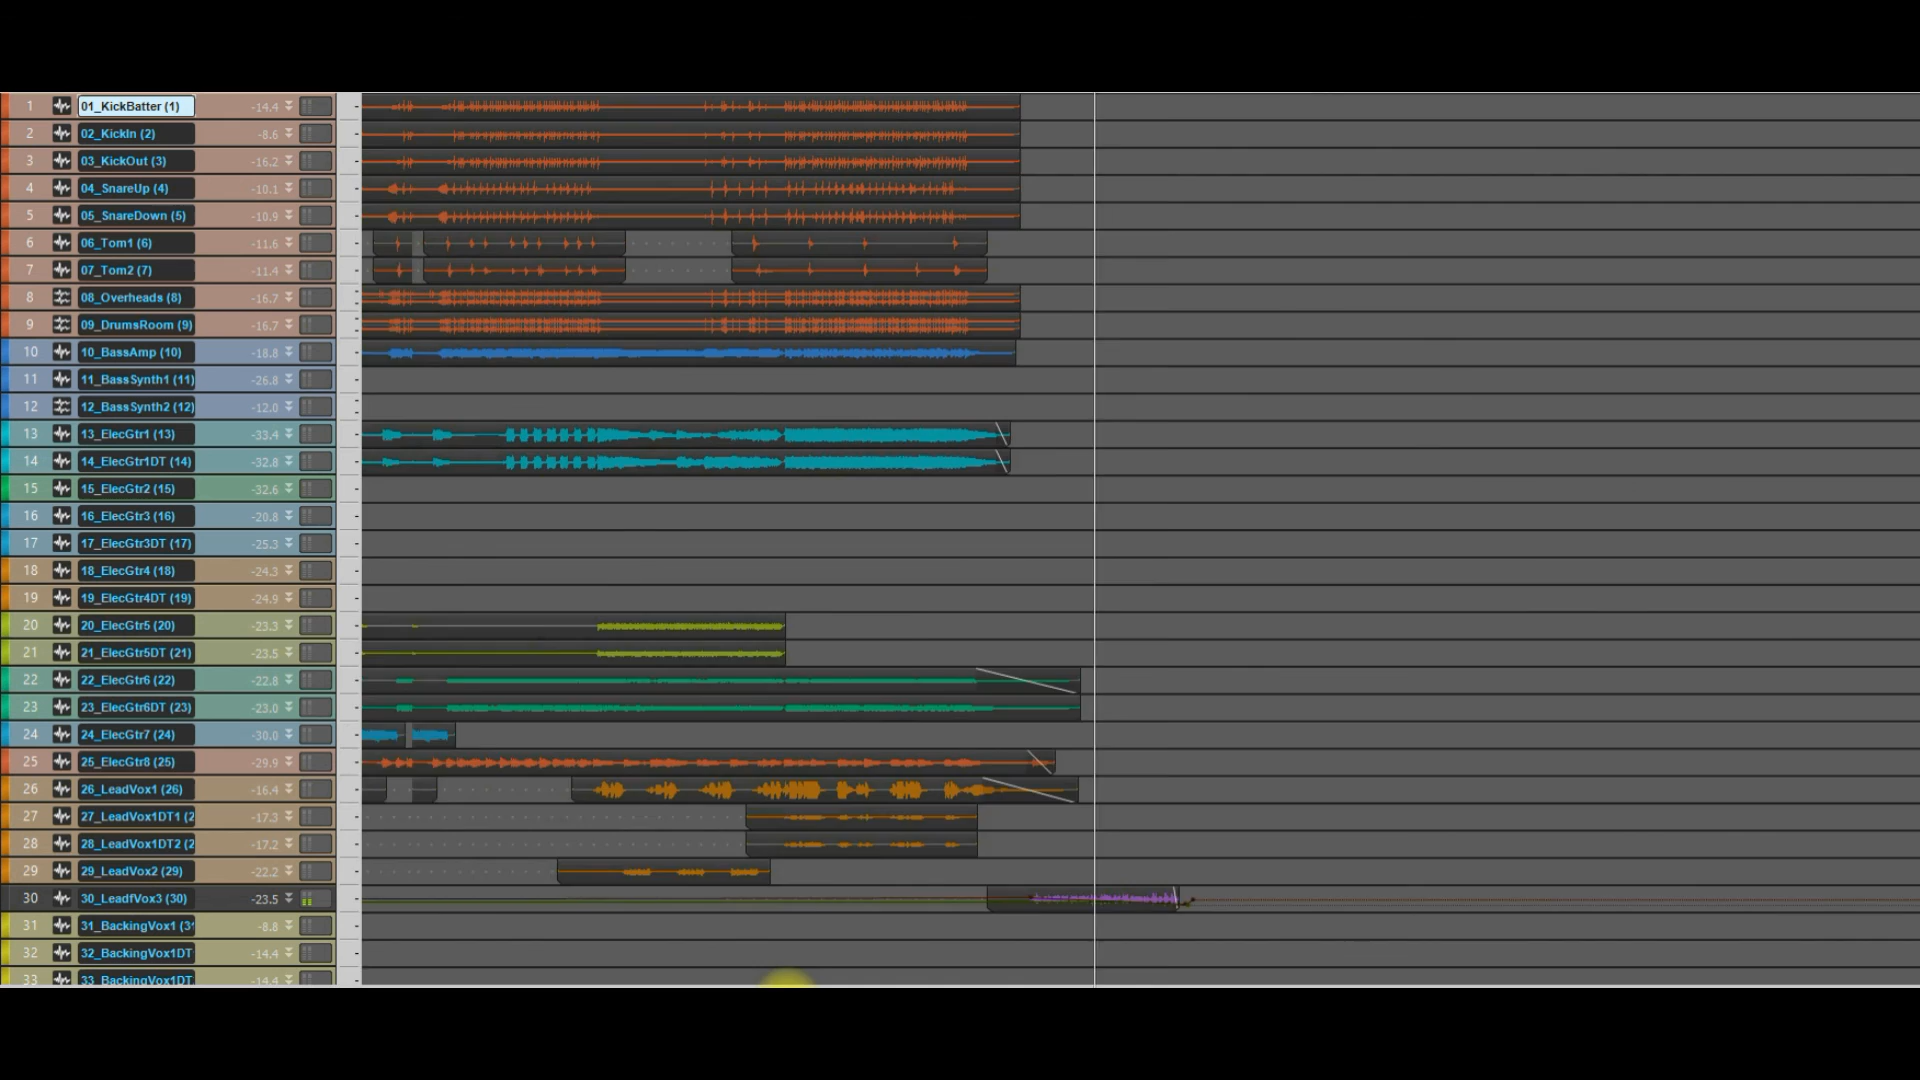 1 01_KickBatter (1) -14.4
2 02_KickIn (2) -8.6
3 03_KickOut (3) -16.2
4 04_SnareUp (4) -10.1
5 05_SnareDown (5) -10.9
6 06_Tom1 (6) -11.6
7 07_Tom2 (7) -11.4
8 08_Overheads (8) -16.7
9 09_DrumsRoom (9) -16.7
10 10_BassAmp (10) -18.8
11 11_BassSynth1 (11) -26.8
12 12_BassSynth2 (12) -12.0
13 13_ElecGtr1 (13) -33.4
14 14_ElecGtr1DT (14) -32.8
15 15_ElecGtr2 (15) -32.6
16 16_ElecGtr3 (16) -20.8
17 17_ElecGtr3DT (17) -25.3
18 18_ElecGtr4 (18) -24.3
19 19_ElecGtr4DT (19) -24.9
20 20_ElecGtr5 (20) -23.3
21 21_ElecGtr5DT (21) -23.5
22 22_ElecGtr6 (22) -22.8
23 23_ElecGtr6DT (23) -23.0
24 24_ElecGtr7 (24) -30.0
25 25_ElecGtr8 (25) -29.9
26 26_LeadVox1 (26) -16.4
27 27_LeadVox1DT1 (2 -17.3
28 28_LeadVox1DT2 (2 -17.2
29 29_LeadVox2 (29) -22.2
30 30_LeadfVox3 (30) -23.5
31 31_BackingVox1 (31 -8.8
32 32_BackingVox1DT -14.4
33 33_BackingVox1DT -14.4